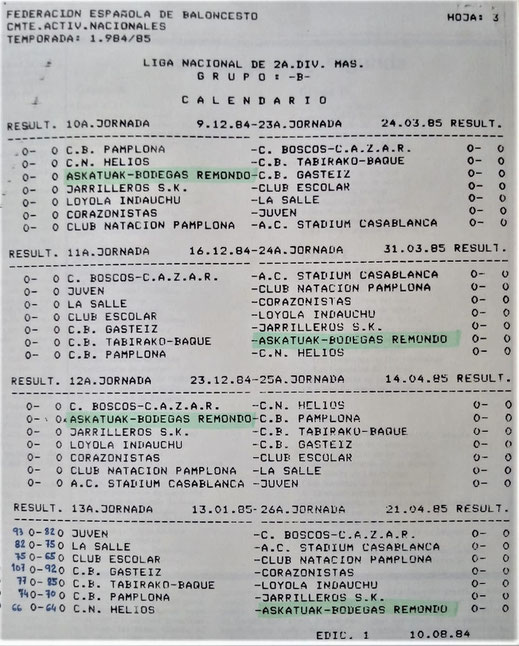 FEDERACION ESPAÑOLA DE BALONCESTO HOJA: 3
CMTE.ACTIV.NACIONALES
TEMPORADA: 1.984/85
LIGA NACIONAL DE 2A.DIV. MAS.
G R U P O : -B-
C A L E N D A R I O
RESULT. 10A.JORNADA 9.12.84-23A.JORNADA 24.03.85 RESULT.
0- 0 C.B. PAMPLONA -C. BOSCOS-C.A.Z.A.R. 0- 0
0- 0 C.N. HELIOS -C.B. TABIRAKO-BAQUE 0- 0
0- 0 ASKATUAK-BODEGAS REMONDO -C.B. GASTEIZ 0- 0
0- 0 JARRILLEROS S.K. -CLUB ESCOLAR 0- 0
0- 0 LOYOLA INDAUCHU -LA SALLE 0- 0
0- 0 CORAZONISTAS -JUVEN 0- 0
0- 0 CLUB NATACION PAMPLONA -A.C. STADIUM CASABLANCA 0- 0
RESULT. 11A.JORNADA 16.12.84-24A.JORNADA 31.03.85 RESULT.
0- 0 C. BOSCOS-C.A.Z.A.R. -A.C. STADIUM CASABLANCA 0- 0
0- 0 JUVEN -CLUB NATACION PAMPLONA 0- 0
0- 0 LA SALLE -CORAZONISTAS 0- 0
0- 0 CLUB ESCOLAR -LOYOLA INDAUCHU 0- 0
0- 0 C.B. GASTEIZ -JARRILLEROS S.K. 0- 0
0- 0 C.B. TABIRAKO-BAQUE -ASKATUAK-BODEGAS REMONDO 0- 0
0- 0 C.B. PAMPLONA -C.N. HELIOS 0- 0
RESULT. 12A.JORNADA 23.12.84-25A.JORNADA 14.04.85 RESULT.
0- 0 C. BOSCOS-C.A.Z.A.R. -C.N. HELIOS 0- 0
0- 0 ASKATUAK-BODEGAS REMONDO -C.B. PAMPLONA 0- 0
0- 0 JARRILLEROS S.K. -C.B. TABIRAKO-BAQUE 0- 0
0- 0 LOYOLA INDAUCHU -C.B. GASTEIZ 0- 0
0- 0 CORAZONISTAS -CLUB ESCOLAR 0- 0
0- 0 CLUB NATACION PAMPLONA -LA SALLE 0- 0
0- 0 A.C. STADIUM CASABLANCA -JUVEN 0- 0
RESULT. 13A.JORNADA 13.01.85-26A.JORNADA 21.04.85 RESULT.
93 0-82 0 JUVEN -C. BOSCOS-C.A.Z.A.R. 0- 0
82 0-75 0 LA SALLE -A.C. STADIUM CASABLANCA 0- 0
75 0-65 0 CLUB ESCOLAR -CLUB NATACION PAMPLONA 0- 0
107 0-92 0 C.B. GASTEIZ -CORAZONISTAS 0- 0
77 0-85 0 C.B. TABIRAKO-BAQUE -LOYOLA INDAUCHU 0- 0
74 0-70 0 C.B. PAMPLONA -JARRILLEROS S.K. 0- 0
66 0-64 0 C.N. HELIOS -ASKATUAK-BODEGAS REMONDO 0- 0
EDIC. 1 10.08.84